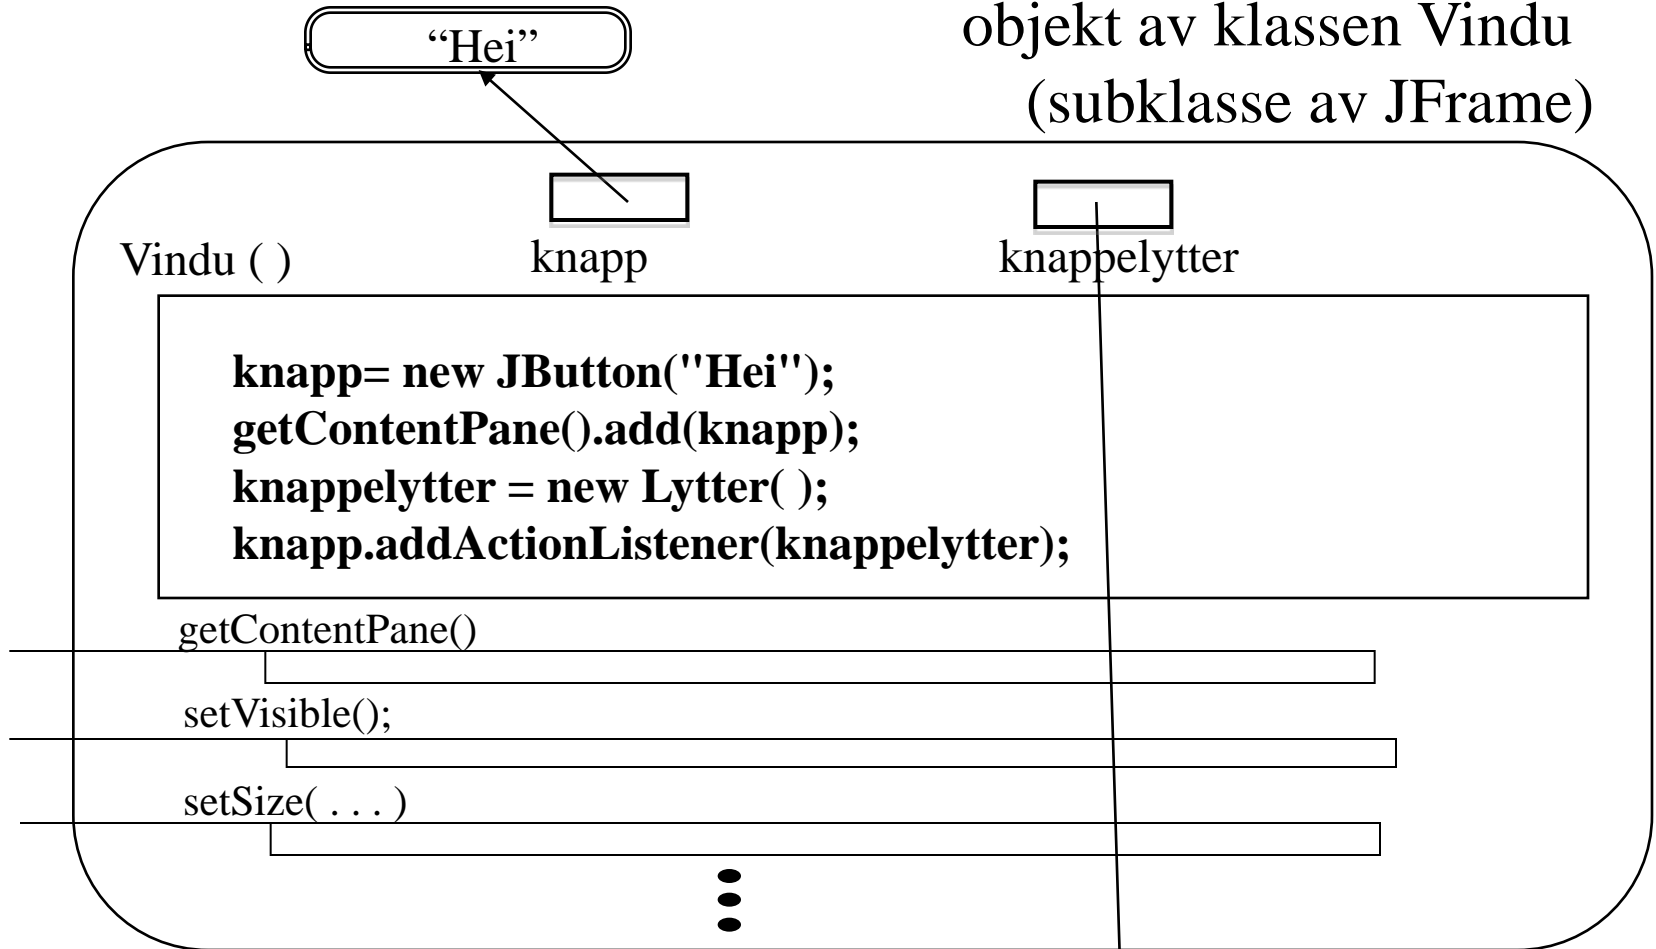 “Hei”
objekt av klassen Vindu
(subklasse av JFrame)
Vindu ( )
knapp
knappelytter
knapp= new JButton("Hei");
getContentPane().add(knapp);
knappelytter = new Lytter( );
knapp.addActionListener(knappelytter);
getContentPane()
setVisible();
setSize( . . . )